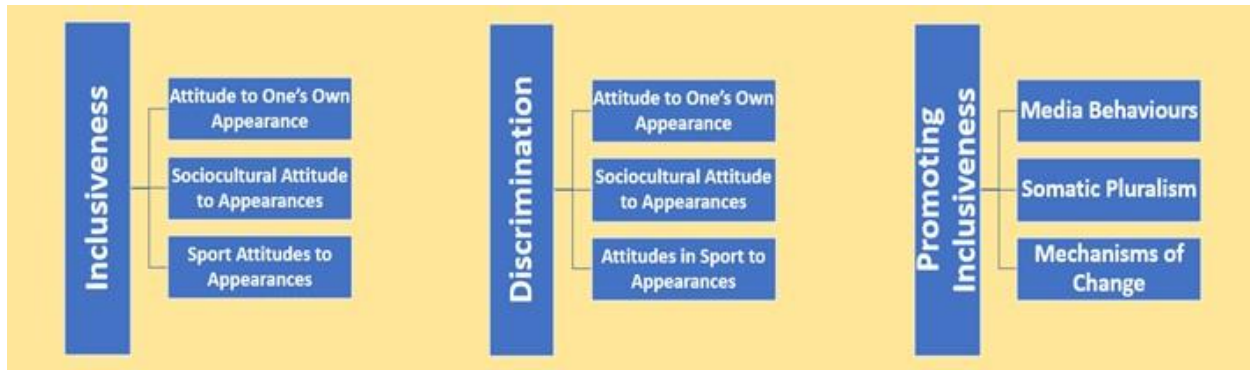 Inclusiveness
Attitude to One's Own
Appearance
Sociocultural Attitude
to Appearances
Sport Attitudes to
Appearances
Discrimination
Attitude to One's Own
Appearance
Sociocultural Attitude
to Appearances
Attitudes in Sport to
Appearances
Promoting
Inclusiveness
Media Behaviours
Somatic Pluralism
Mechanisms of
Change